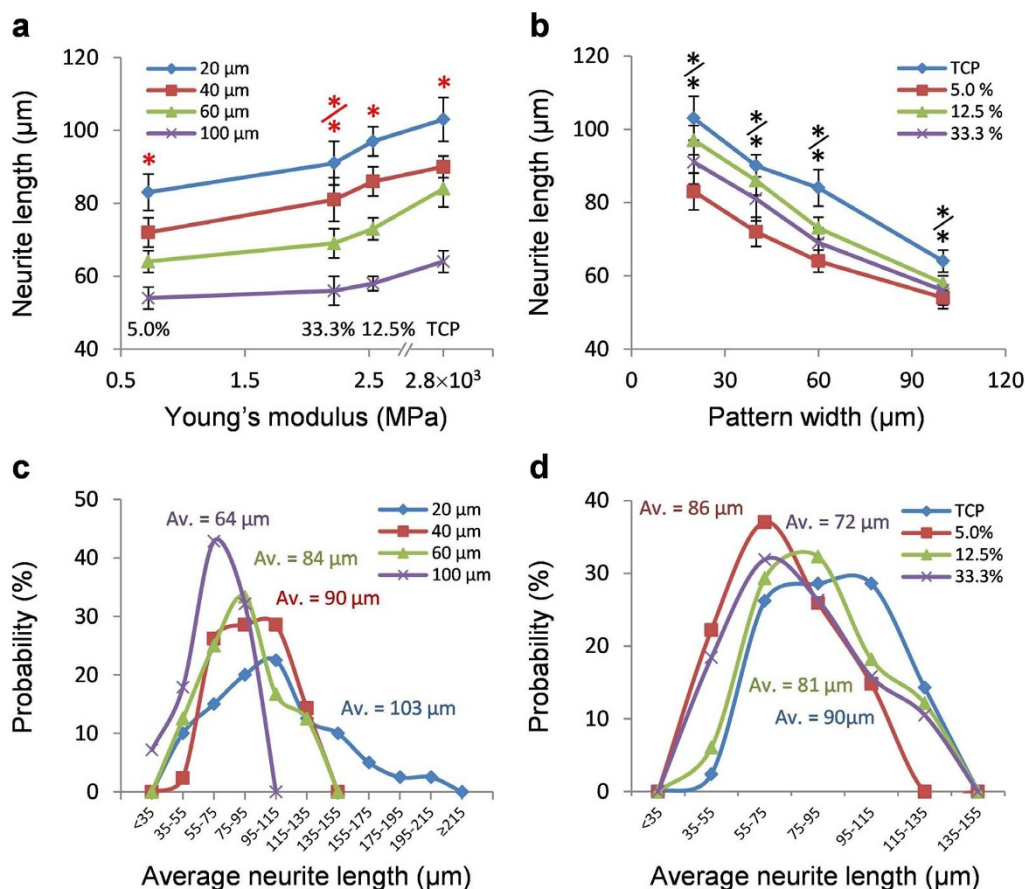 a
Neurite length (µm)
120
100
80
60
40
20 µm
40 µm
60 µm
100 µm
*
*/*
*
*
5.0%
33.3%
12.5%
TCP
0.5
1.5
2.5
2.8×10³
Young's modulus (MPa)
b
Neurite length (µm)
120
100
80
60
40
TCP
5.0 %
12.5 %
33.3 %
*/*
*/*
*/*
*/*
0
30
60
90
120
Pattern width (µm)
c
Probability (%)
50
40
30
20
10
0
20 µm
40 µm
60 µm
100 µm
Av. = 64 µm
Av. = 84 µm
Av. = 90 µm
Av. = 103 µm
<35
35-55
55-75
75-95
95-115
115-135
135-155
155-175
175-195
195-215
≥215
Average neurite length (µm)
d
Probability (%)
40
30
20
10
0
TCP
5.0%
12.5%
33.3%
Av. = 86 µm
Av. = 72 µm
Av. = 81 µm
Av. = 90µm
<35
35-55
55-75
75-95
95-115
115-135
135-155
Average neurite length (µm)